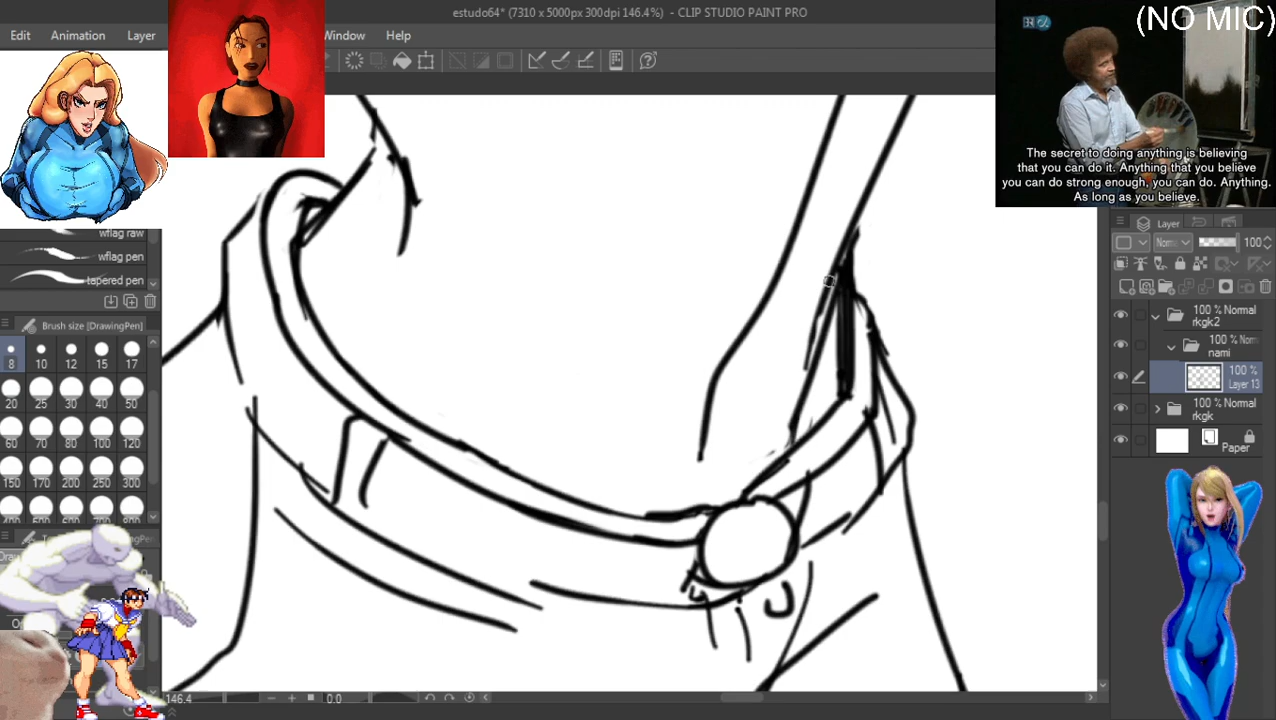 estudo64* (7310 x 5000px 300dpi 146.4%) - CLIP STUDIO PAINT PRO
(NO MIC)
Edit Animation Layer Window Help
The secret to doing anything is believing
that you can do it. Anything that you believe
you can do strong enough, you can do. Anything.
As long as you believe.
wflag raw
wflag pen
tapered pen
Brush size [DrawingPen]
8 10 12 15 17
20 25 30 40 50
60 70 80 100 120
150 170 200 250 300
Layer
100
100 % Normal
rkgk2
nami
100 %
Layer 13
100 % Normal
rkgk
Paper
146.4 0.0